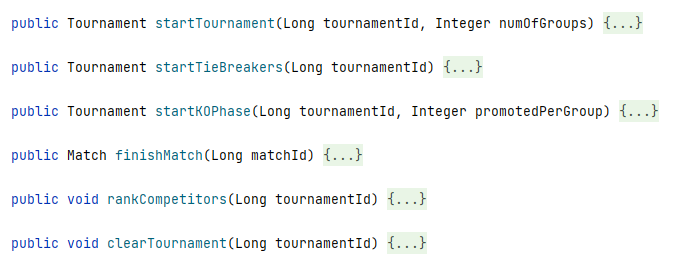 public Tournament startTournament(Long tournamentId, Integer numOfGroups) {...}
public Tournament startTieBreakers(Long tournamentId) {...}
public Tournament startKOPhase(Long tournamentId, Integer promotedPerGroup) {...}
public Match finishMatch(Long matchId) {...}
public void rankCompetitors(Long tournamentId) {...}
public void clearTournament(Long tournamentId) {...}